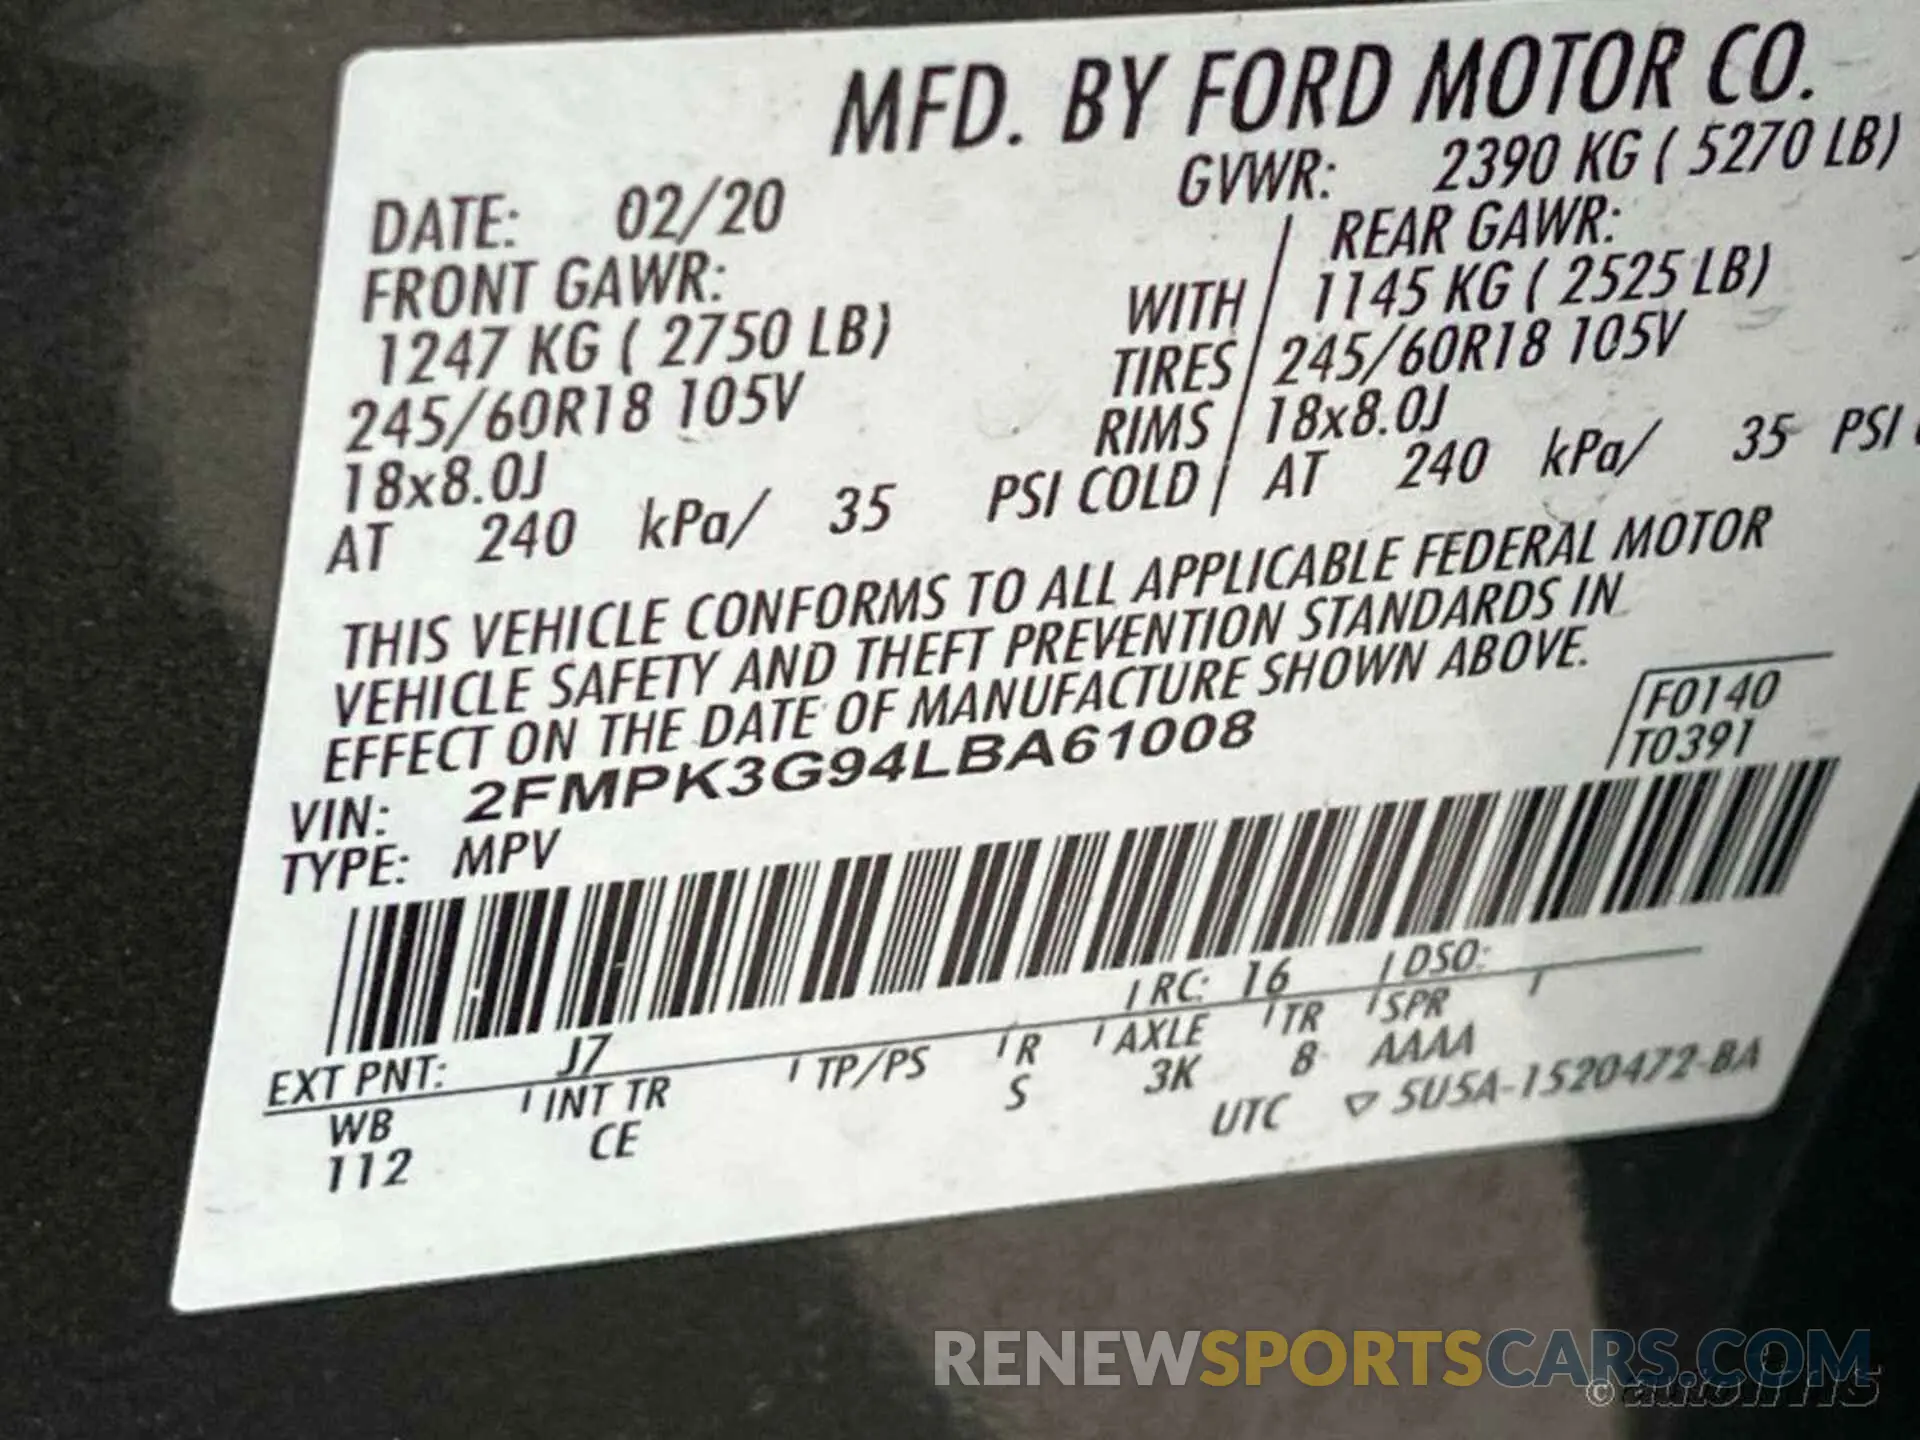 MFD. BY FORD MOTOR CO.
DATE: 02/20 GVWR: 2390 KG ( 5270 LB)
FRONT GAWR: REAR GAWR:
1247 KG ( 2750 LB) WITH 1145 KG ( 2525 LB)
245/60R18 105V TIRES 245/60R18 105V
18x8.0J RIMS 18x8.0J
AT 240 kPa/ 35 PSI COLD AT 240 kPa/ 35 PSI
THIS VEHICLE CONFORMS TO ALL APPLICABLE FEDERAL MOTOR
VEHICLE SAFETY AND THEFT PREVENTION STANDARDS IN
EFFECT ON THE DATE OF MANUFACTURE SHOWN ABOVE.
VIN: 2FMPK3G94LBA61008 F0140
TYPE: MPV T0391
EXT PNT: J7 RC: 16 DSO:
WB INT TR TP/PS R AXLE TR SPR
112 CE S 3K 8 AAAA
UTC ▽ 5U5A-1520472-BA
RENEWSPORTSCARS.COM